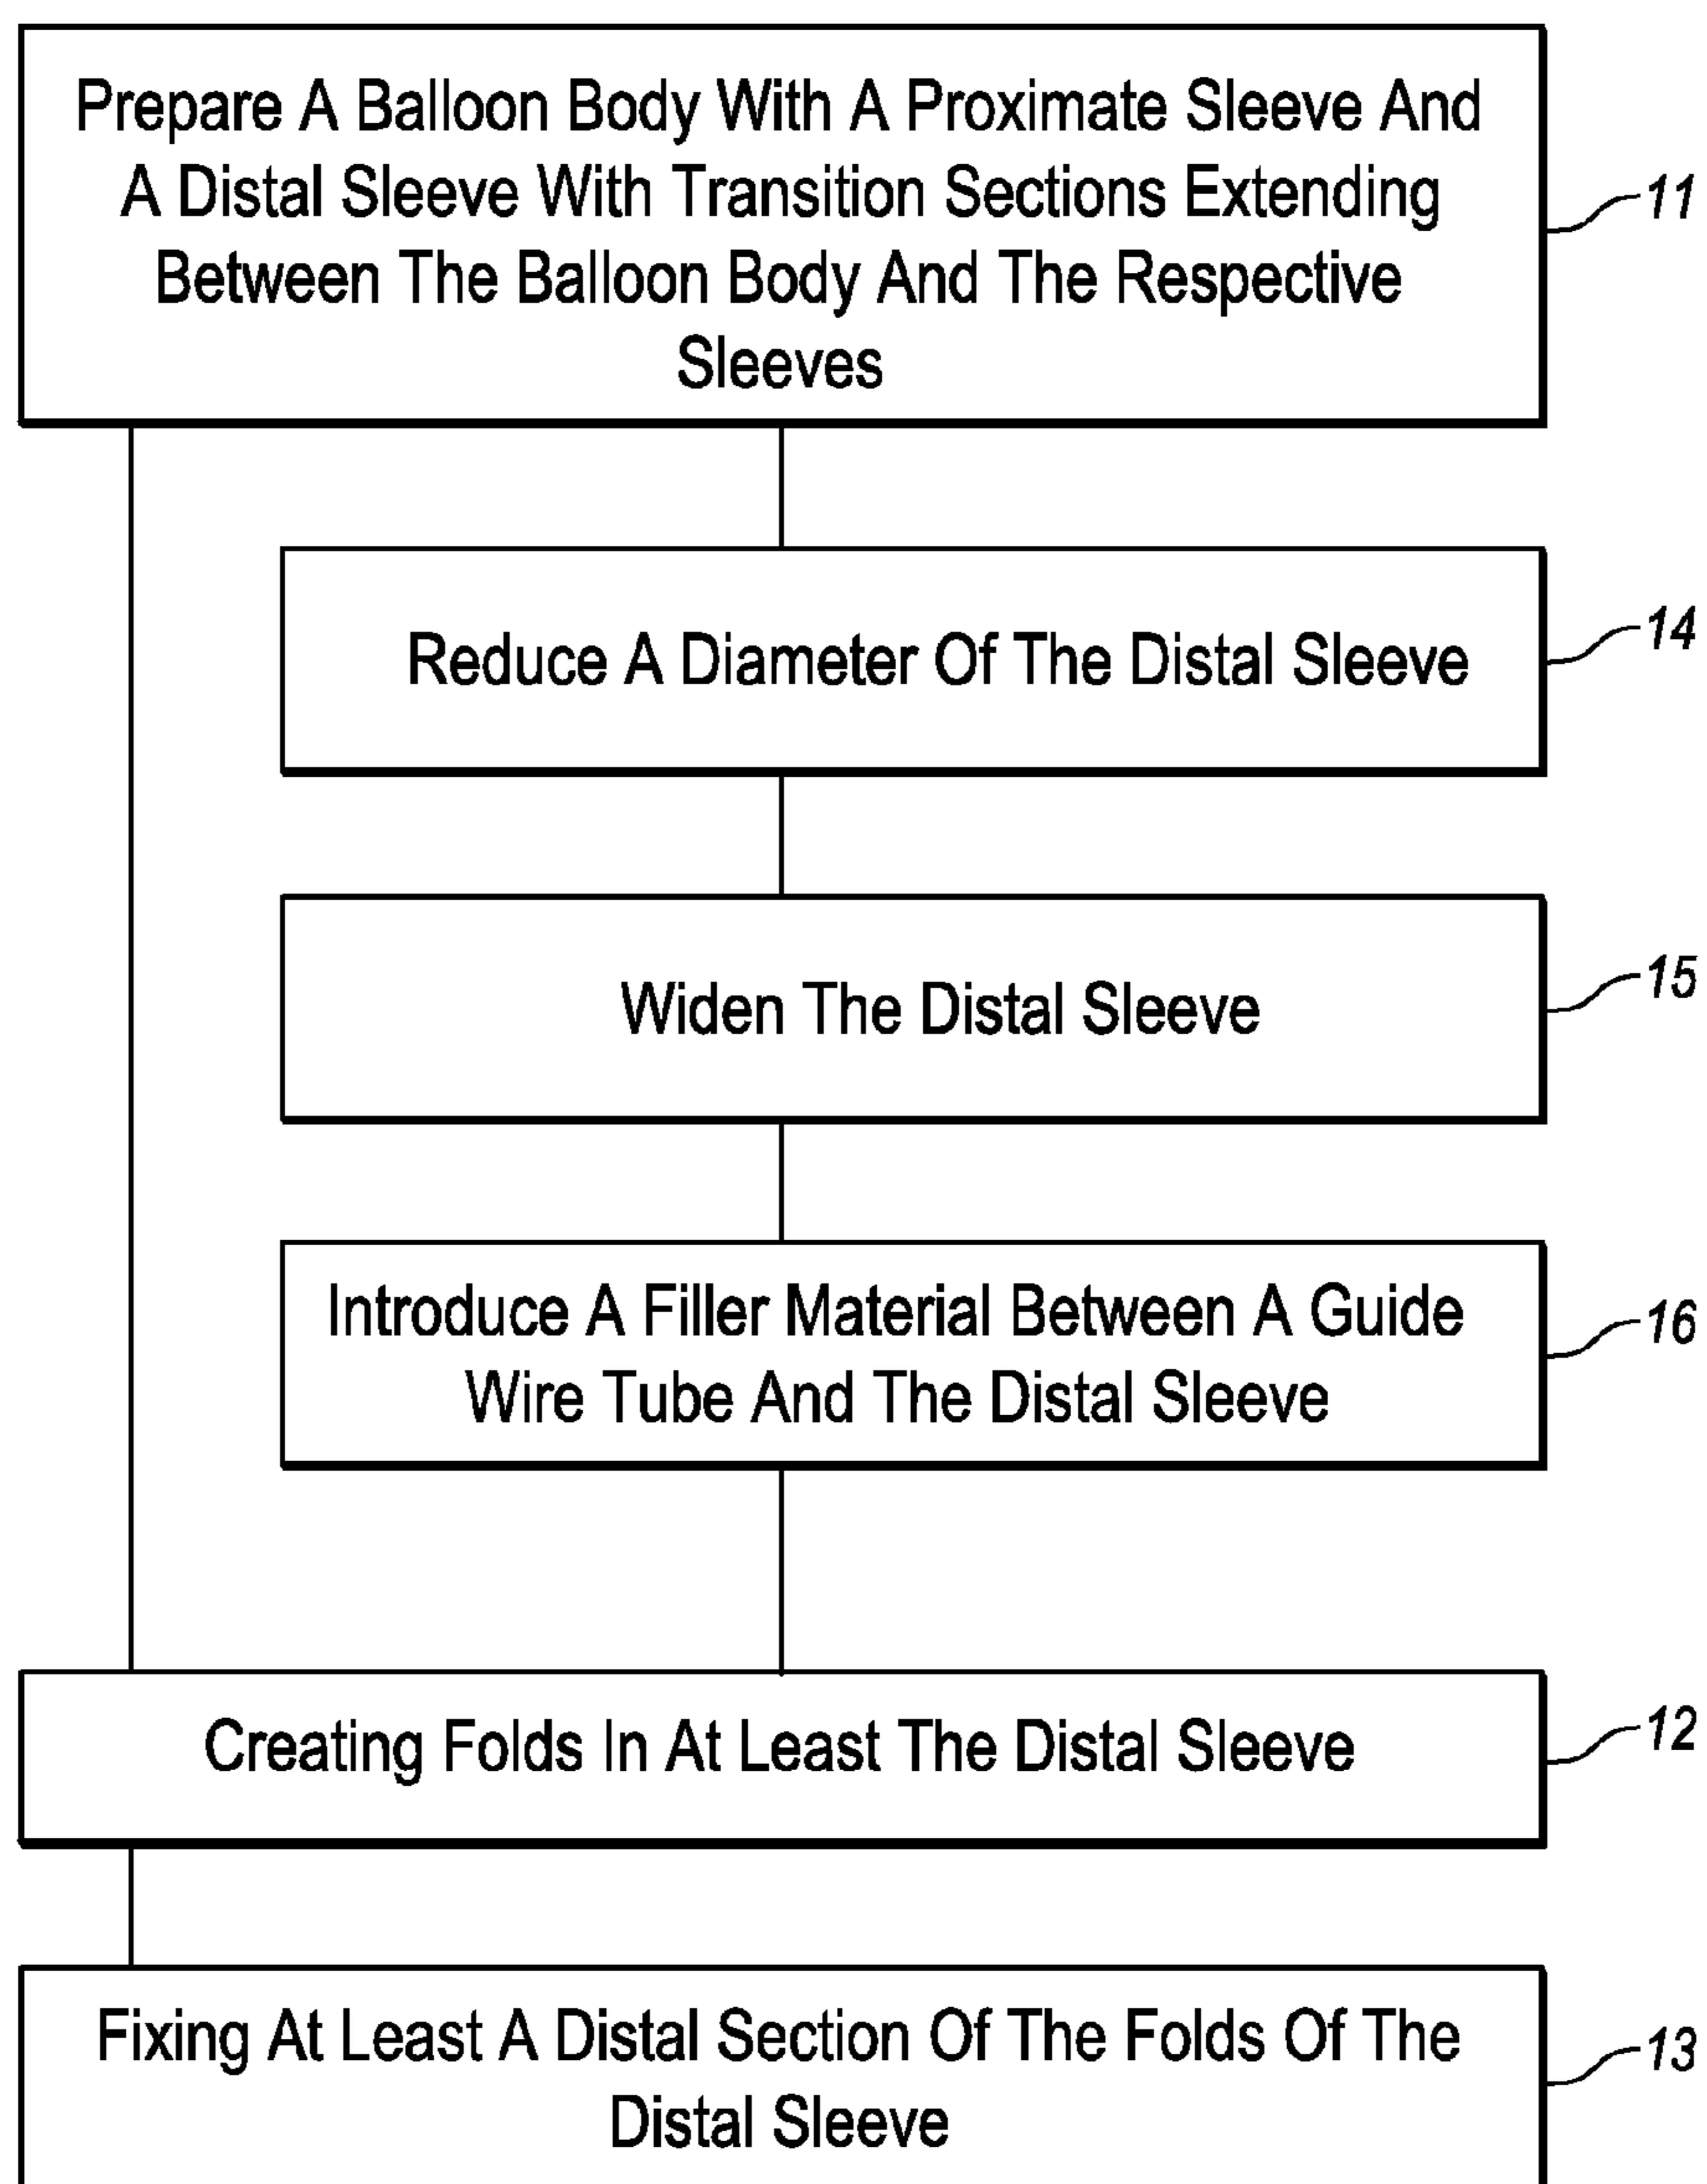 Prepare A Balloon Body With A Proximate Sleeve And
A Distal Sleeve With Transition Sections Extending
Between The Balloon Body And The Respective
Sleeves
11
Reduce A Diameter Of The Distal Sleeve
14
Widen The Distal Sleeve
15
Introduce A Filler Material Between A Guide
Wire Tube And The Distal Sleeve
16
Creating Folds In At Least The Distal Sleeve
12
Fixing At Least A Distal Section Of The Folds Of The
Distal Sleeve
13